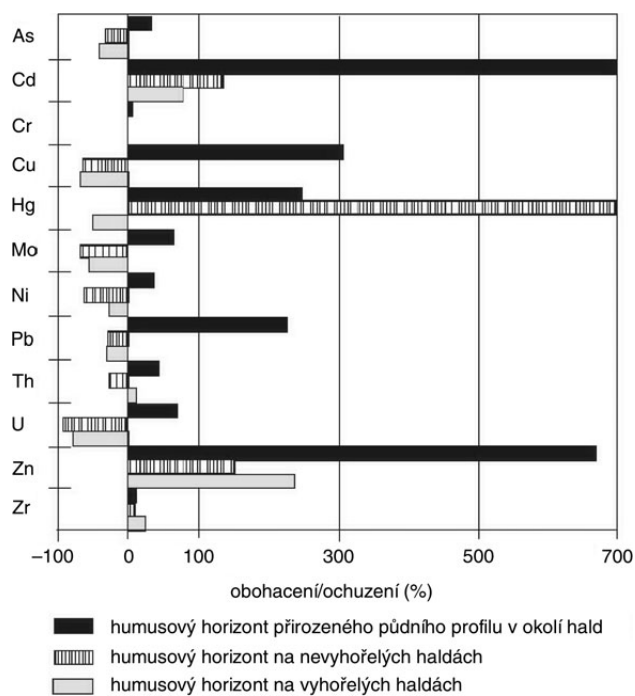 As
Cd
Cr
Cu
Hg
Mo
Ni
Pb
Th
U
Zn
Zr
–100 0 100 300 500 700
obohacení/ochuzení (%)
humusový horizont přirozeného půdního profilu v okolí hald
humusový horizont na nevyhořelých haldách
humusový horizont na vyhořelých haldách